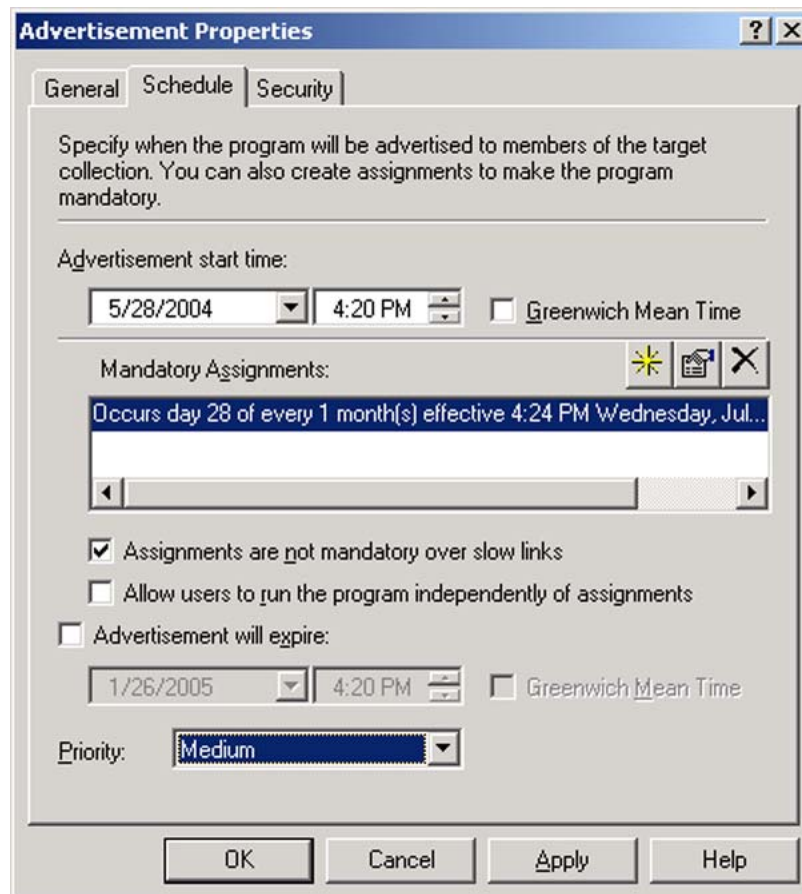 Advertisement Properties
General Schedule Security
Specify when the program will be advertised to members of the target
collection. You can also create assignments to make the program
mandatory.
Advertisement start time:
5/28/2004 4:20 PM Greenwich Mean Time
Mandatory Assignments:
Occurs day 28 of every 1 month(s) effective 4:24 PM Wednesday, Jul...
Assignments are not mandatory over slow links
Allow users to run the program independently of assignments
Advertisement will expire:
1/26/2005 4:20 PM Greenwich Mean Time
Priority: Medium
OK Cancel Apply Help